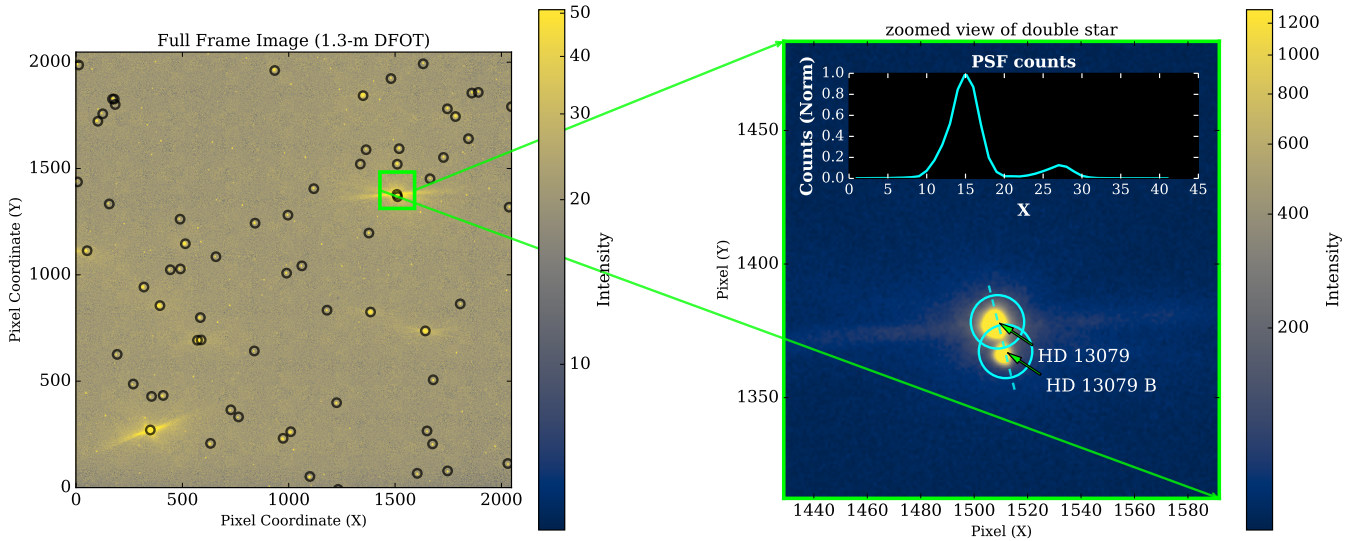 Full Frame Image (1.3-m DFOT)
2000
1500
1000
500
0
Pixel Coordinate (Y)
0 500 1000 1500 2000
Pixel Coordinate (X)
50
40
30
20
10
Intensity
zoomed view of double star
PSF counts
1.0
0.8
0.6
0.4
0.2
0.0
Counts (Norm)
0 5 10 15 20 25 30 35 40 45
X
1450
1400
1350
Pixel (Y)
HD 13079
HD 13079 B
1440 1460 1480 1500 1520 1540 1560 1580
Pixel (X)
1200
1000
800
600
400
200
Intensity